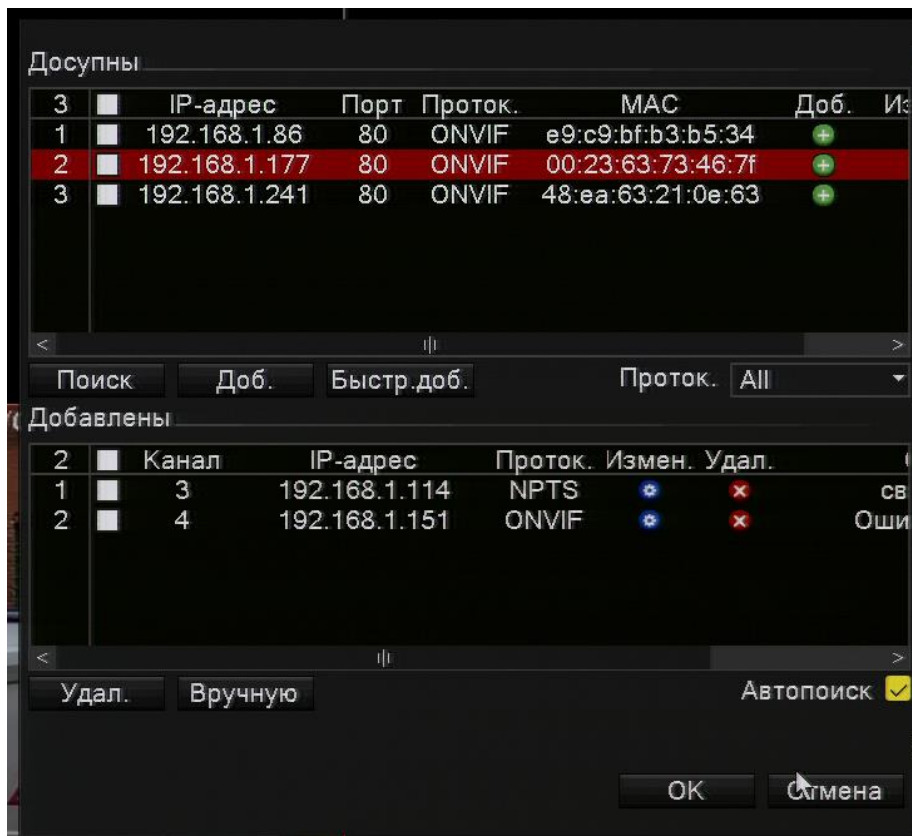 Досупны
3 IP-адрес Порт Проток. MAC Доб.
1 192.168.1.86 80 ONVIF e9:c9:bf:b3:b5:34
2 192.168.1.177 80 ONVIF 00:23:63:73:46:7f
3 192.168.1.241 80 ONVIF 48:ea:63:21:0e:63
Поиск Доб. Быстр.доб. Проток. All
Добавлены
2 Канал IP-адрес Проток. Измен. Удал.
1 3 192.168.1.114 NPTS св
2 4 192.168.1.151 ONVIF Оши
Удал. Вручную Автопоиск
OK Отмена